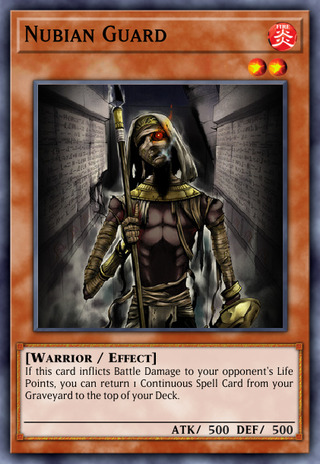 Nubian Guard
FIRE
炎
[Warrior / Effect]
If this card inflicts Battle Damage to your opponent's Life
Points, you can return 1 Continuous Spell Card from your
Graveyard to the top of your Deck.
ATK/ 500 DEF/ 500